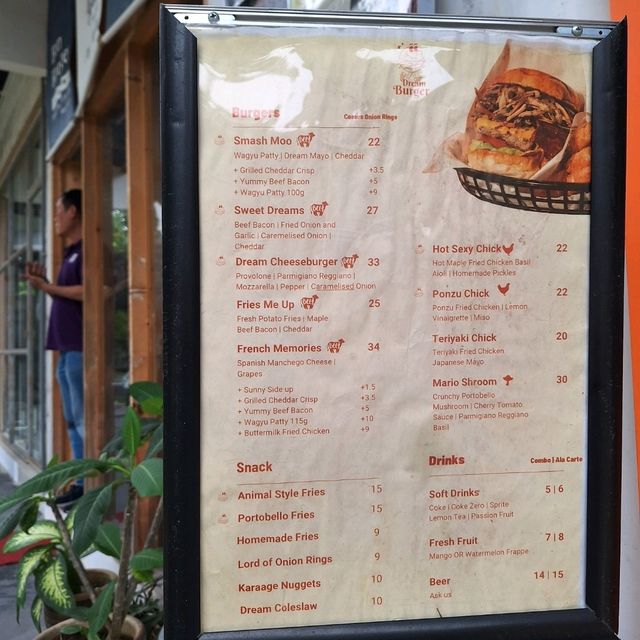 Dream
Burger
Burgers
Comes Onion Rings
Smash Moo 22
Wagyu Patty | Dream Mayo | Cheddar
+ Grilled Cheddar Crisp +3.5
+ Yummy Beef Bacon +5
+ Wagyu Patty 100g +9
Sweet Dreams 27
Beef Bacon | Fried Onion and
Garlic | Caramelised Onion |
Cheddar
Dream Cheeseburger 33
Provolone | Parmigiano Reggiano |
Mozzarella | Pepper | Caramelised Onion
Fries Me Up 25
Fresh Potato Fries | Maple
Beef Bacon | Cheddar
French Memories 34
Spanish Manchego Cheese |
Grapes
+ Sunny Side up +1.5
+ Grilled Cheddar Crisp +3.5
+ Yummy Beef Bacon +5
+ Wagyu Patty 115g +10
+ Buttermilk Fried Chicken +9
Snack
Animal Style Fries 15
Portobello Fries 15
Homemade Fries 9
Lord of Onion Rings 9
Karaage Nuggets 10
Dream Coleslaw 10
Hot Sexy Chick 22
Hot Maple Fried Chicken Basil
Aioli | Homemade Pickles
Ponzu Chick 22
Ponzu Fried Chicken | Lemon
Vinaigrette | Miso
Teriyaki Chick 20
Teriyaki Fried Chicken
Japanese Mayo
Mario Shroom 30
Crunchy Portobello
Mushroom | Cherry Tomato
Sauce | Parmigiano Reggiano
Basil
Drinks
Combo | Ala Carte
Soft Drinks 5 | 6
Coke | Coke Zero | Sprite
Lemon Tea | Passion Fruit
Fresh Fruit 7 | 8
Mango OR Watermelon Frappe
Beer 14 | 15
Ask us